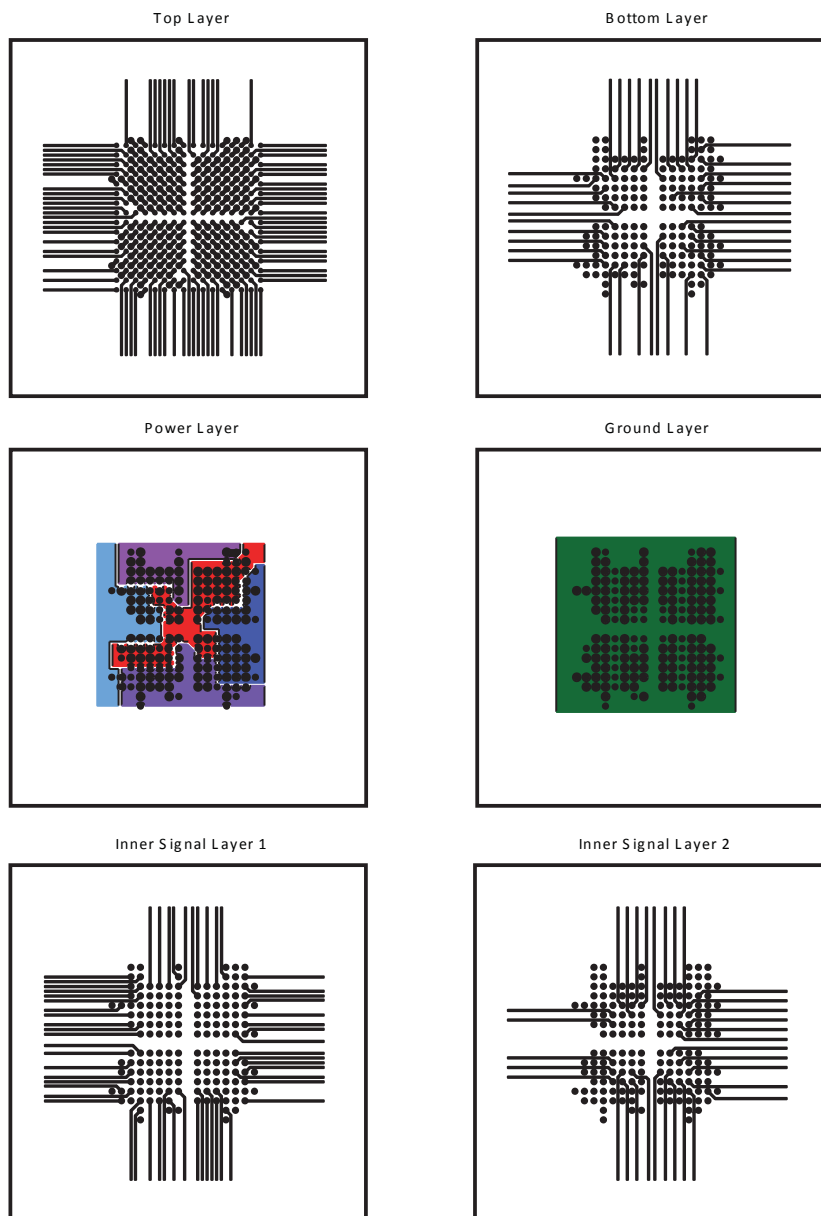 Top Layer
Bottom Layer
Power Layer
Ground Layer
Inner Signal Layer 1
Inner Signal Layer 2